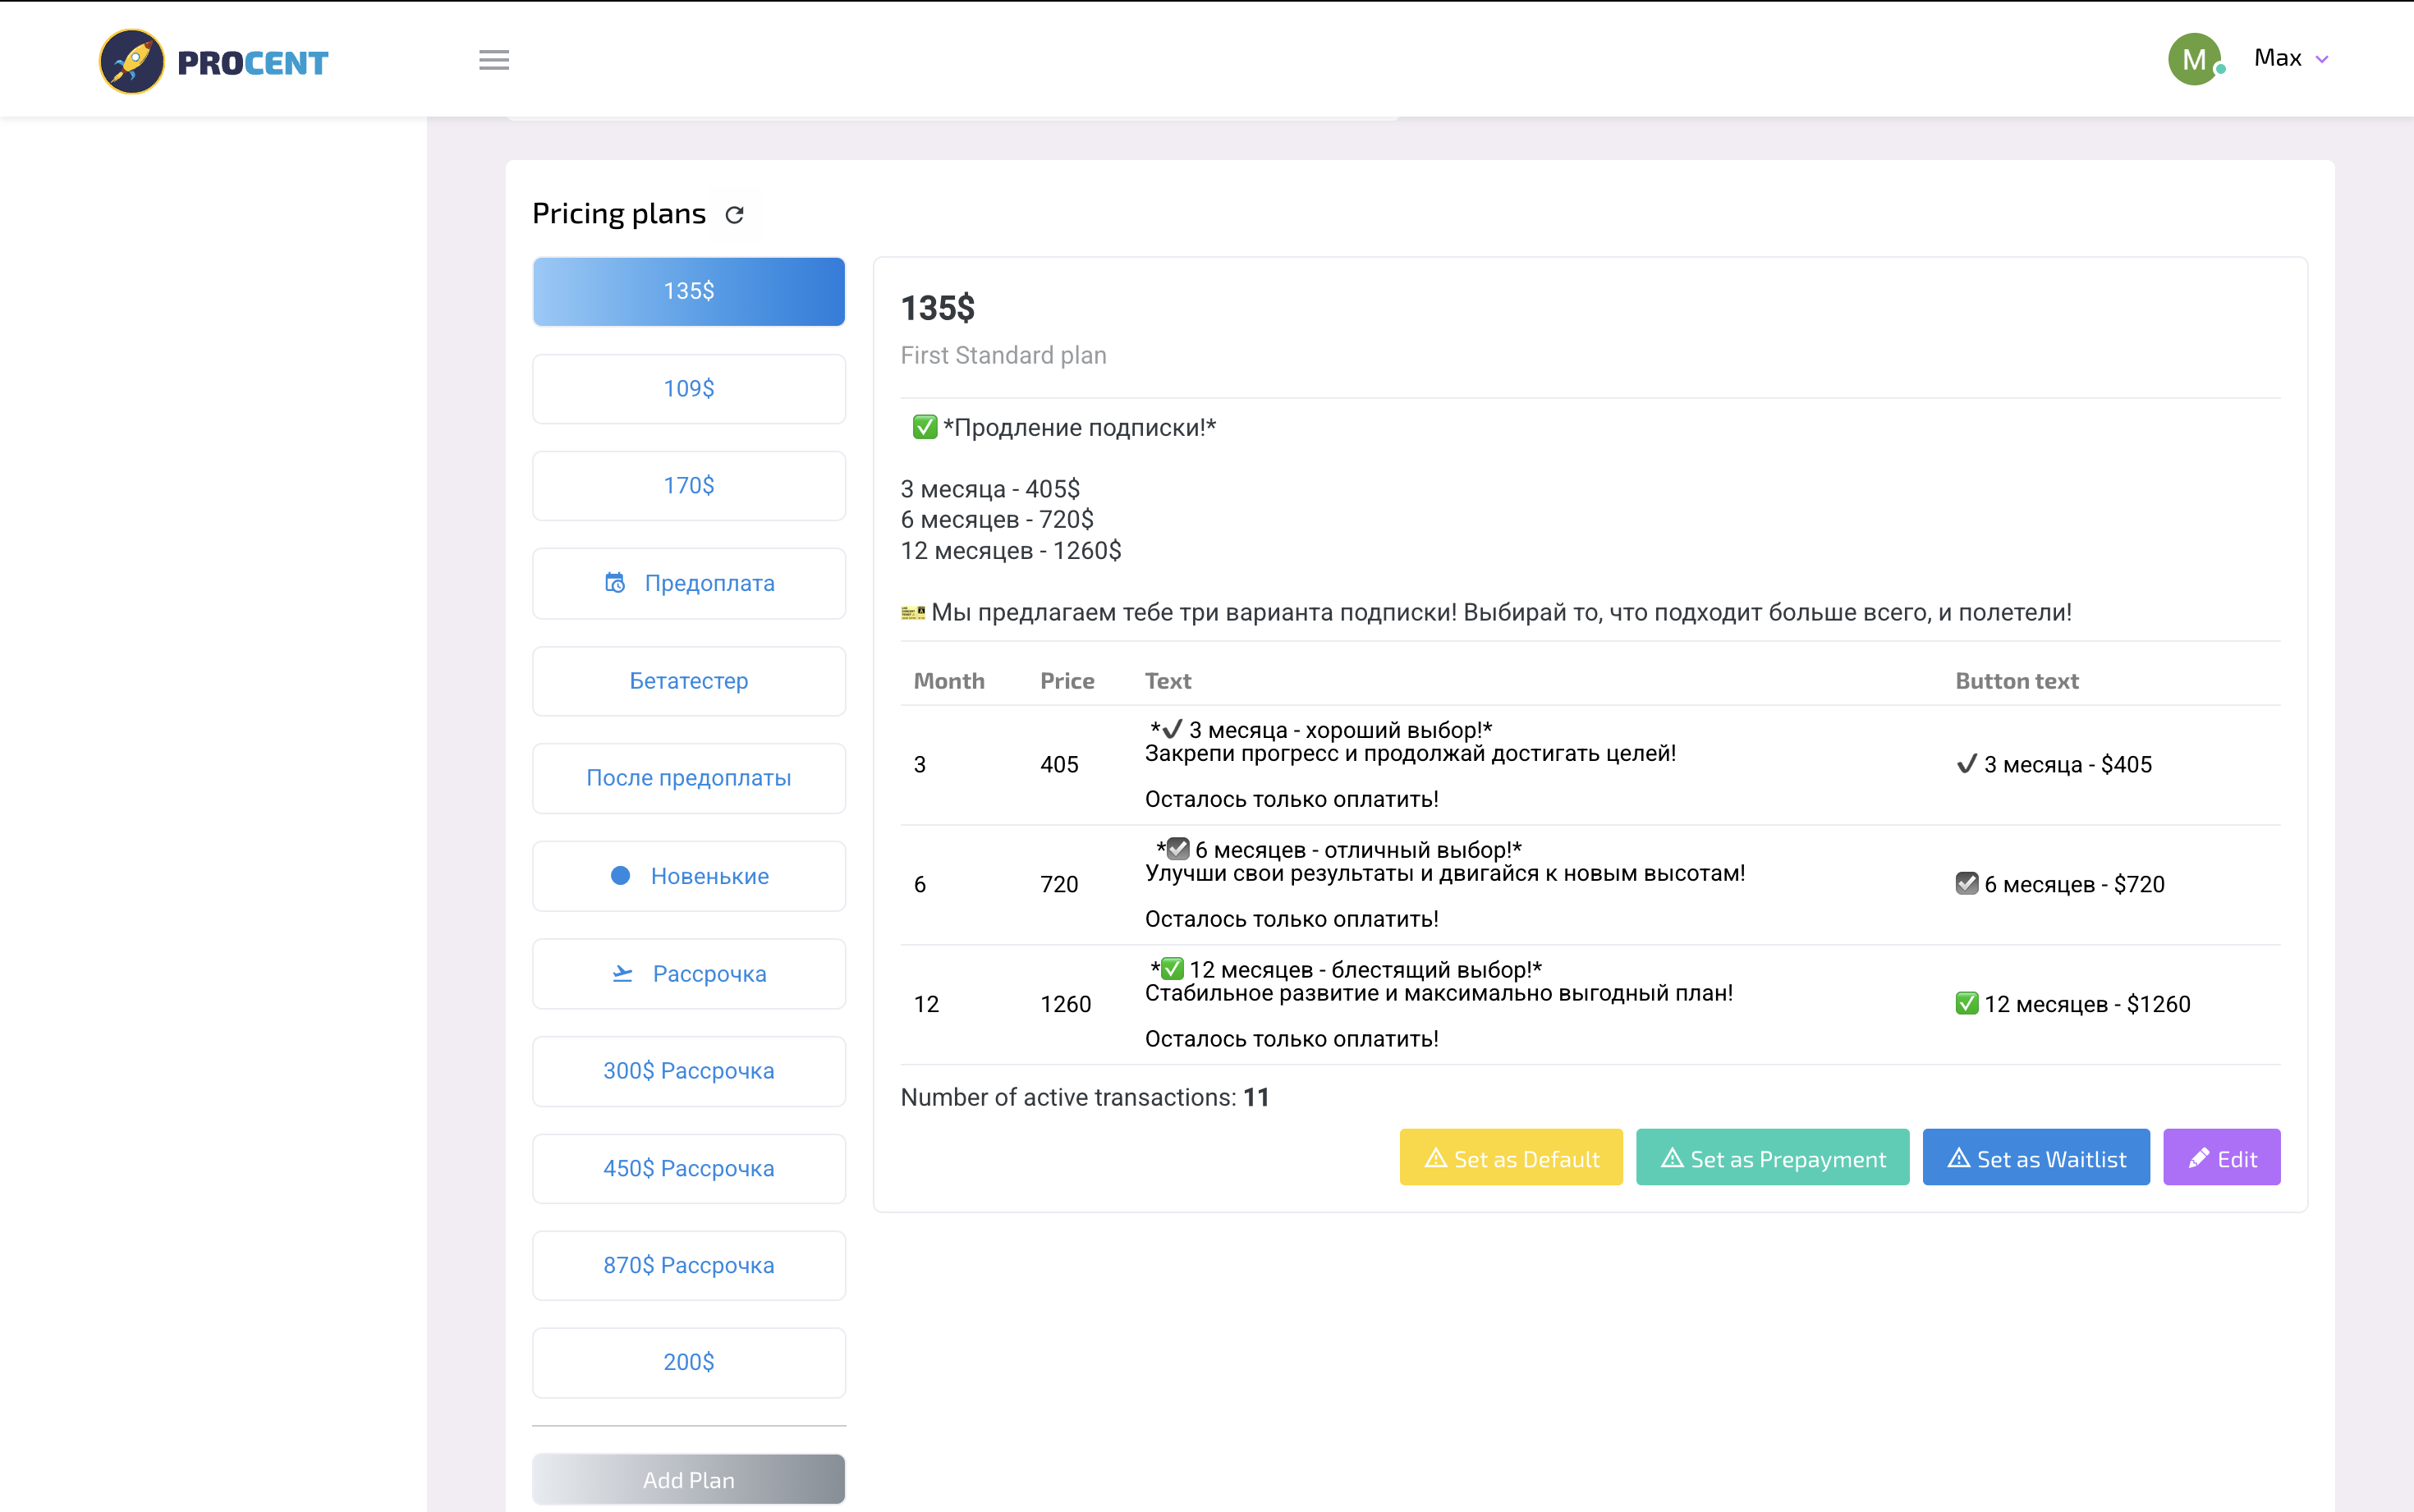 PROCENT
M
Max
Pricing plans
135$
109$
170$
Предоплата
Бетатестер
После предоплаты
Новенькие
Рассрочка
300$ Рассрочка
450$ Рассрочка
870$ Рассрочка
200$
Add Plan
135$
First Standard plan
✅ *Продление подписки!*
3 месяца - 405$
6 месяцев - 720$
12 месяцев - 1260$
🎫 Мы предлагаем тебе три варианта подписки! Выбирай то, что подходит больше всего, и полетели!
Month Price Text Button text
*✔️ 3 месяца - хороший выбор!*
Закрепи прогресс и продолжай достигать целей!
3 405 ✔️ 3 месяца - $405
Осталось только оплатить!
*☑️ 6 месяцев - отличный выбор!*
Улучши свои результаты и двигайся к новым высотам!
6 720 ☑️ 6 месяцев - $720
Осталось только оплатить!
*✅ 12 месяцев - блестящий выбор!*
Стабильное развитие и максимально выгодный план!
12 1260 ✅ 12 месяцев - $1260
Осталось только оплатить!
Number of active transactions: 11
Set as Default
Set as Prepayment
Set as Waitlist
Edit